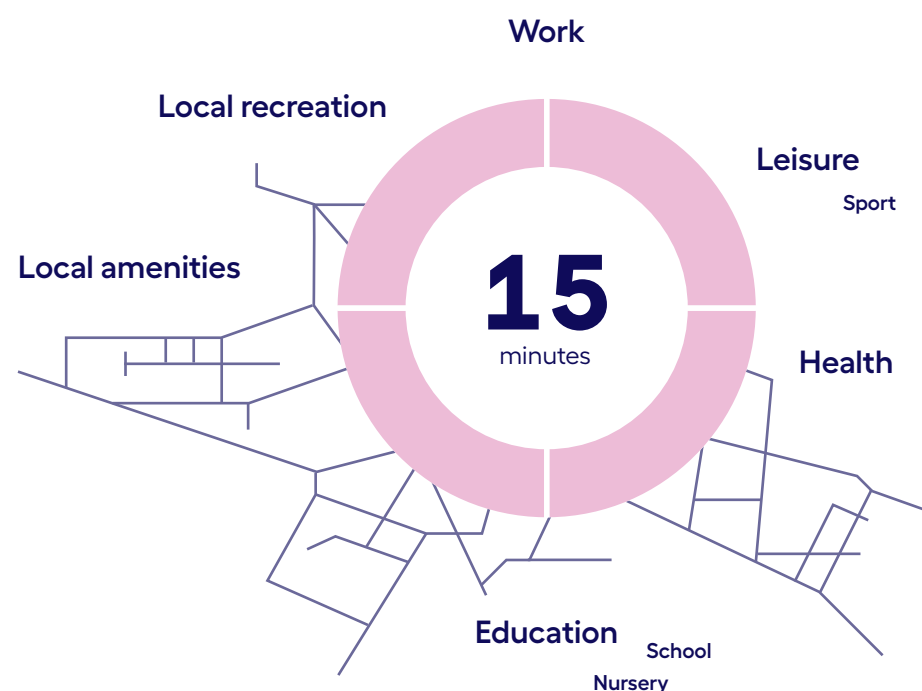 Work
Local recreation
Leisure
Sport
Local amenities
15
minutes
Health
Education
School
Nursery